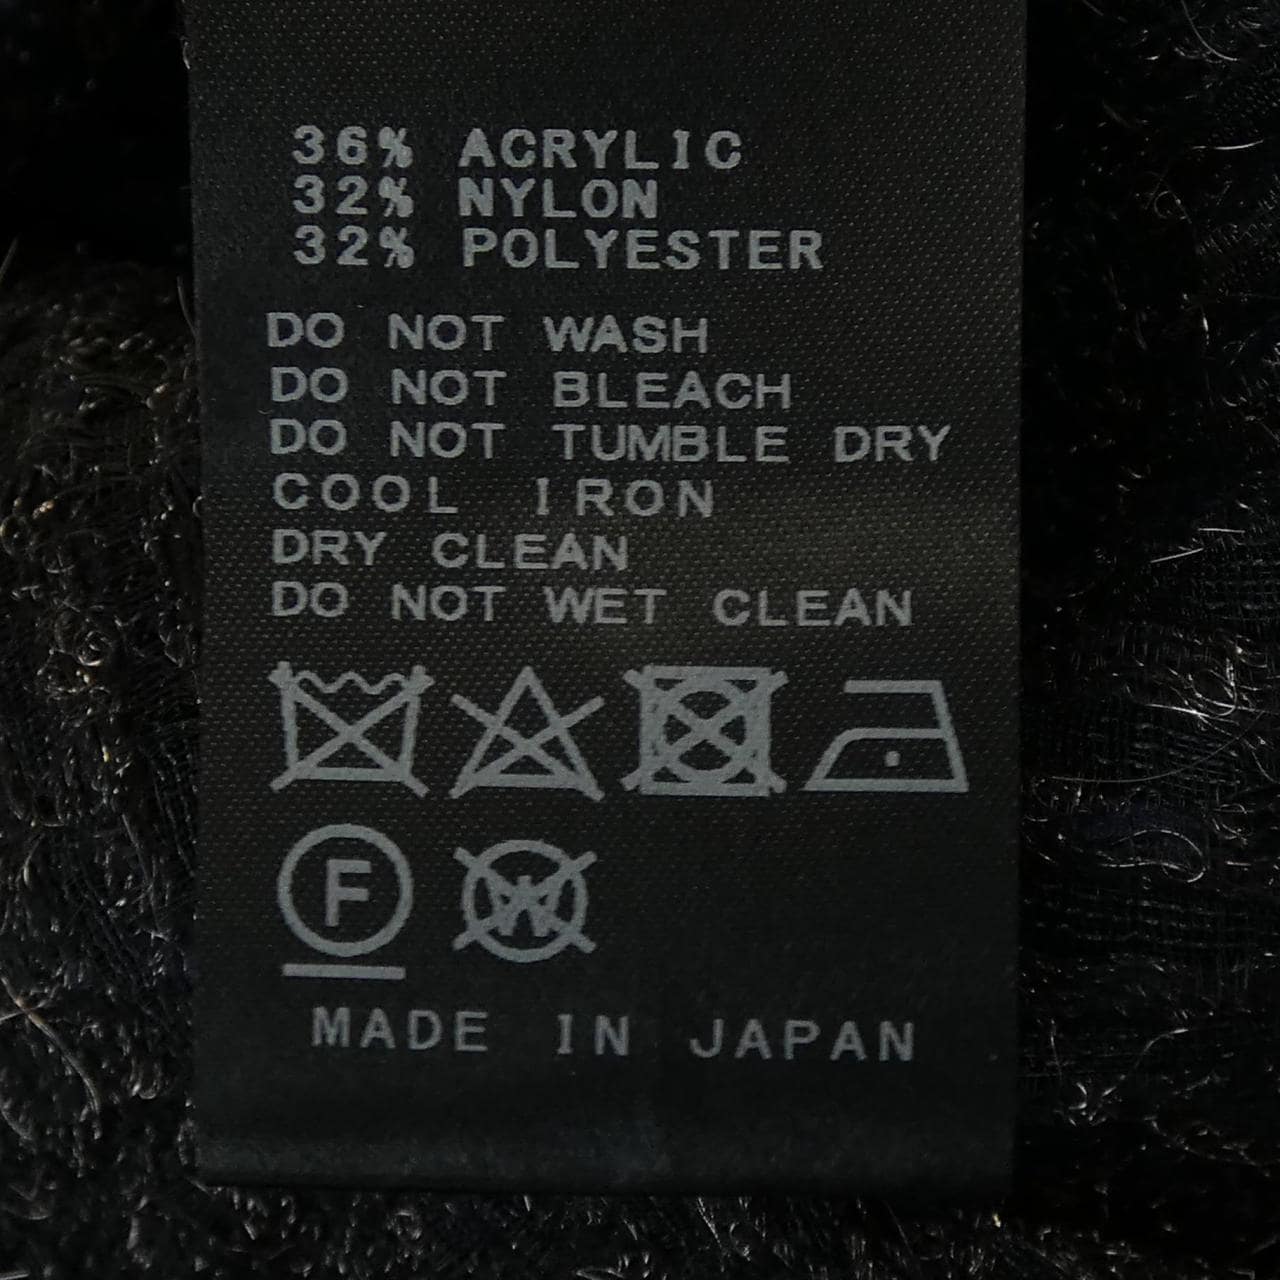 36% ACRYLIC
32% NYLON
32% POLYESTER
DO NOT WASH
DO NOT BLEACH
DO NOT TUMBLE DRY
COOL IRON
DRY CLEAN
DO NOT WET CLEAN
F W
MADE IN JAPAN